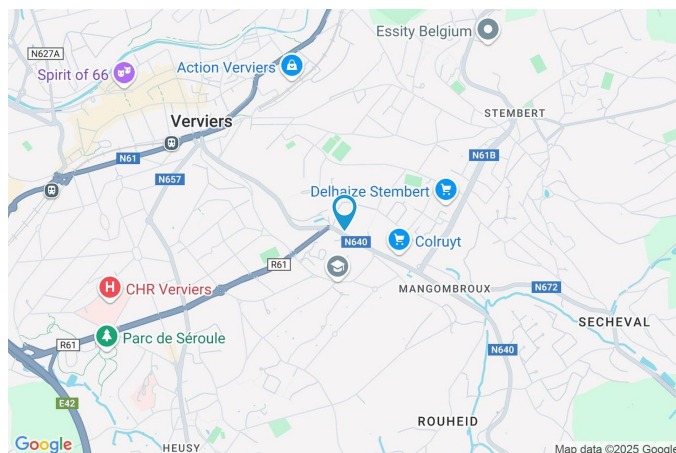 Essity Belgium
N627A
Spirit of 66
Action Verviers
STEMBERT
Verviers
N61
N61B
N657
Delhaize Stembert
N640
Colruyt
R61
CHR Verviers
MANGOMBROUX
N672
SECHEVAL
Parc de Séroule
R61
N640
E42
ROUHEID
HEUSY
Google
Map data ©2025 Google